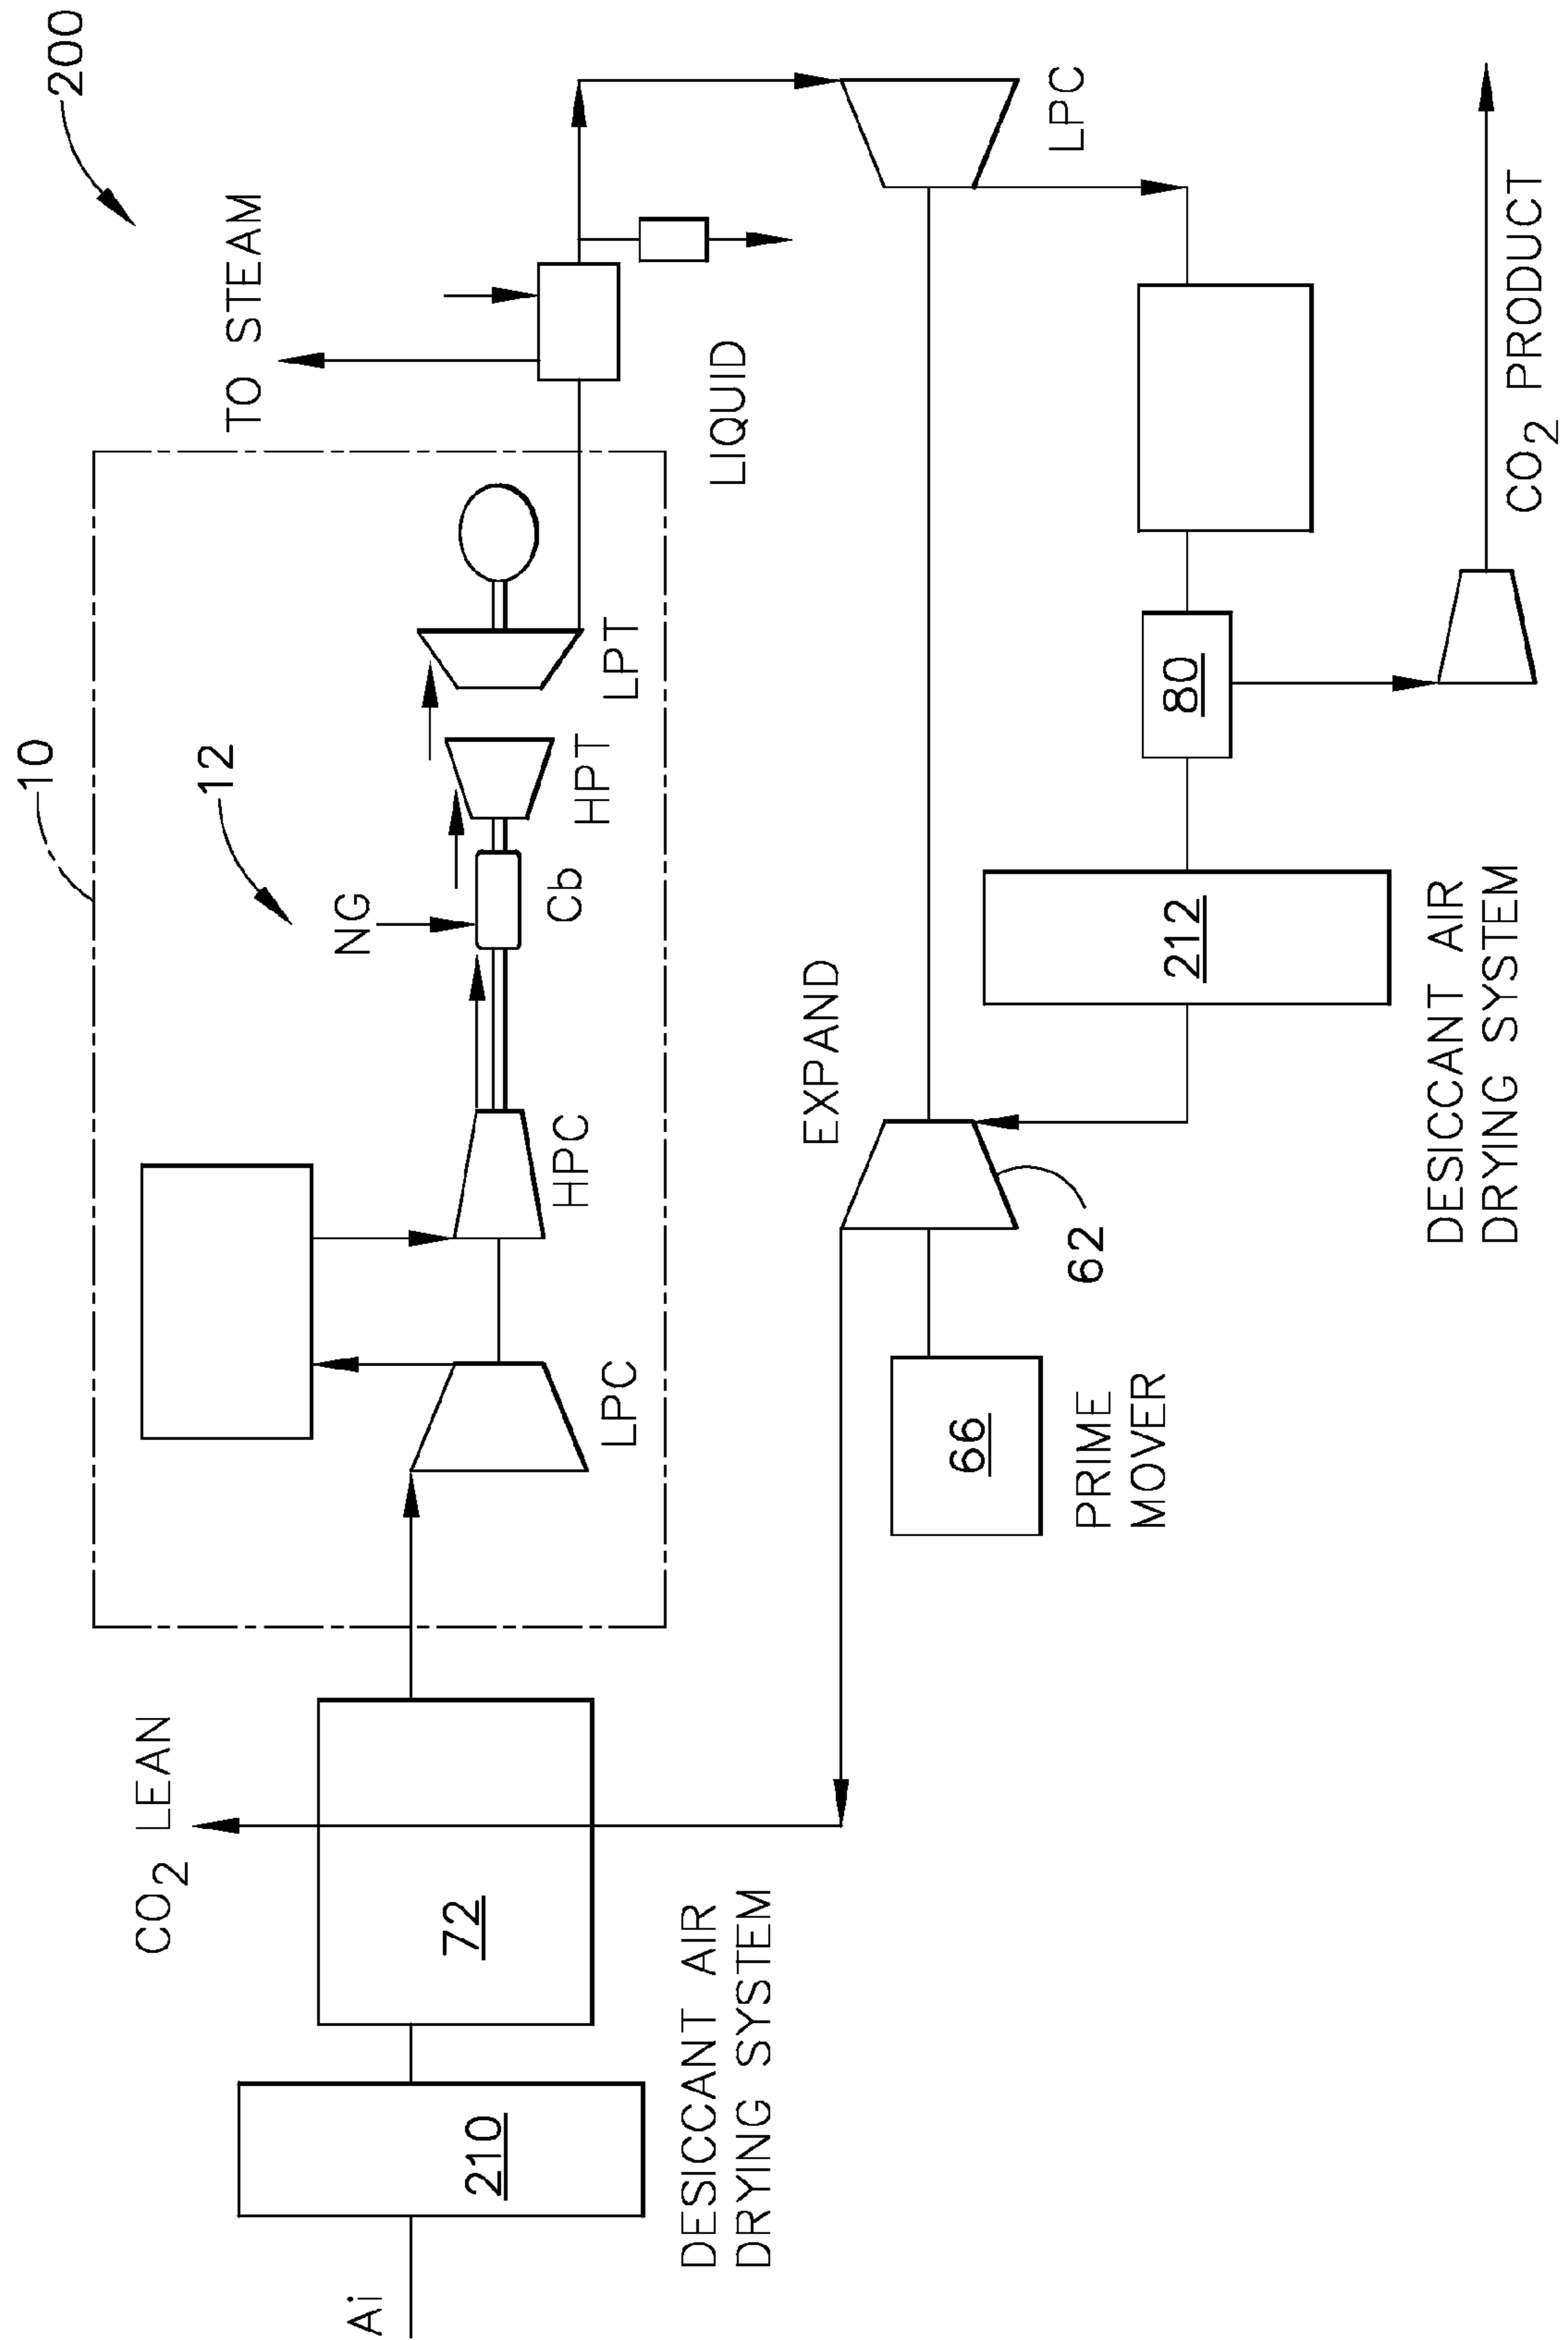 200
TO STEAM
10
12
NG
LIQUID
LPC
LPT
HPT
Cb
HPC
LPC
CO2 LEAN
72
210
Ai
DESICCANT AIR
DRYING SYSTEM
EXPAND
62
66
PRIME
MOVER
80
212
DESICCANT AIR
DRYING SYSTEM
CO2 PRODUCT